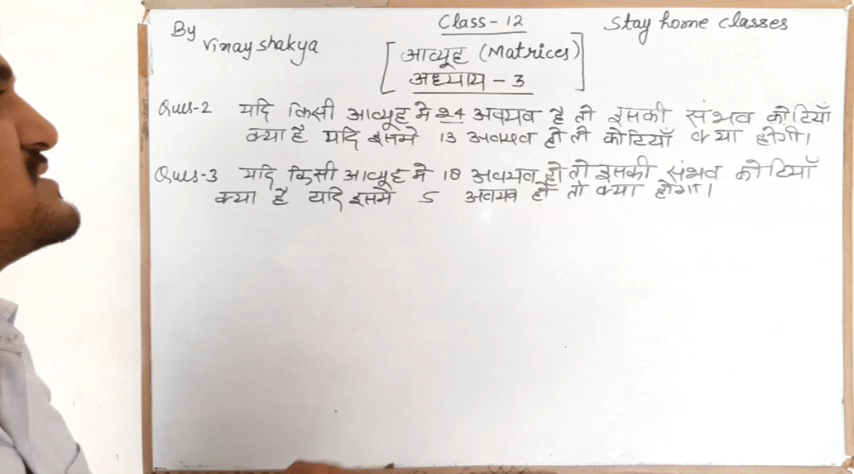 By
Vinay shakya
Class - 12
Stay home classes
[आव्यूह (Matrices)
अध्याय - 3]
Ques-2 यदि किसी आव्यूह मे 24 अवयव है तो इसकी संभव कोटियाँ
क्या है यदि इसमे 13 अवयव हो तो कोटियाँ क्या होगी।
Ques-3 यदि किसी आव्यूह मे 18 अवयव हो तो इसकी संभव कोटियाँ
क्या है यदि इसमे 5 अवयव हो तो क्या होगा।